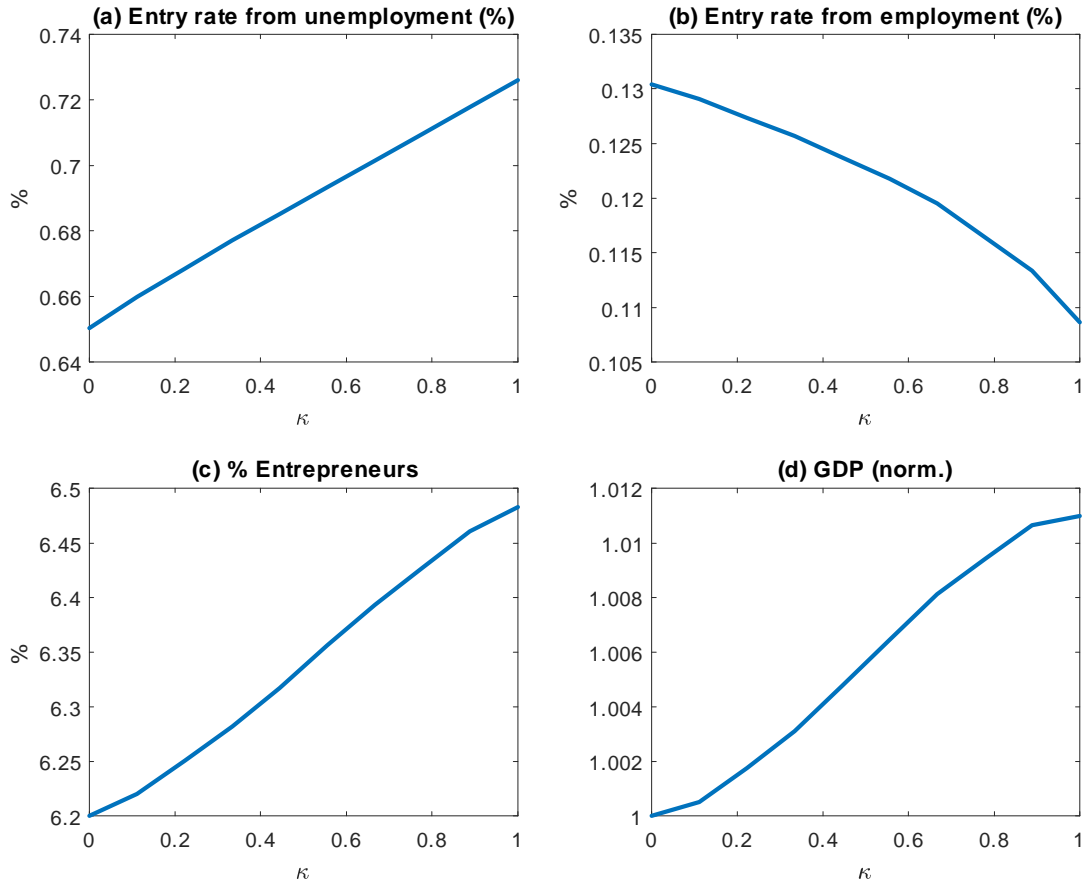 (a) Entry rate from unemployment (%)
0.74
0.72
0.7
0.68
0.66
0.64
%
0 0.2 0.4 0.6 0.8 1
κ
(b) Entry rate from employment (%)
0.135
0.13
0.125
0.12
0.115
0.11
0.105
%
0 0.2 0.4 0.6 0.8 1
κ
(c) % Entrepreneurs
6.5
6.45
6.4
6.35
6.3
6.25
6.2
%
0 0.2 0.4 0.6 0.8 1
κ
(d) GDP (norm.)
1.012
1.01
1.008
1.006
1.004
1.002
1
0 0.2 0.4 0.6 0.8 1
κ